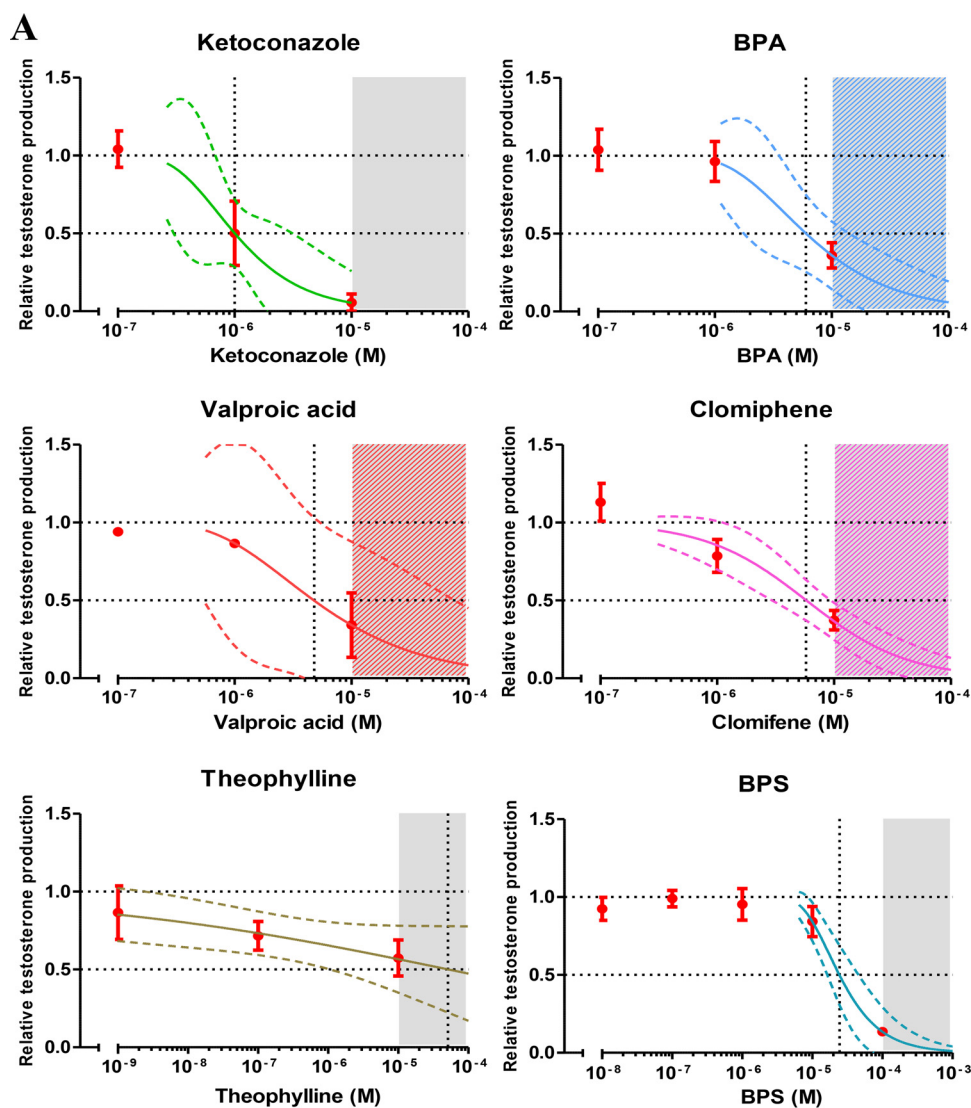 A
Ketoconazole
Relative testosterone production
1.5
1.0
0.5
0.0
10-7
10-6
10-5
10-4
Ketoconazole (M)
BPA
Relative testosterone production
1.5
1.0
0.5
0.0
10-7
10-6
10-5
10-4
BPA (M)
Valproic acid
Relative testosterone production
1.5
1.0
0.5
0.0
10-7
10-6
10-5
10-4
Valproic acid (M)
Clomiphene
Relative testosterone production
1.5
1.0
0.5
0.0
10-7
10-6
10-5
10-4
Clomifene (M)
Theophylline
Relative testosterone production
1.5
1.0
0.5
0.0
10-9
10-8
10-7
10-6
10-5
10-4
Theophylline (M)
BPS
Relative testosterone production
1.5
1.0
0.5
0.0
10-8
10-7
10-6
10-5
10-4
10-3
BPS (M)